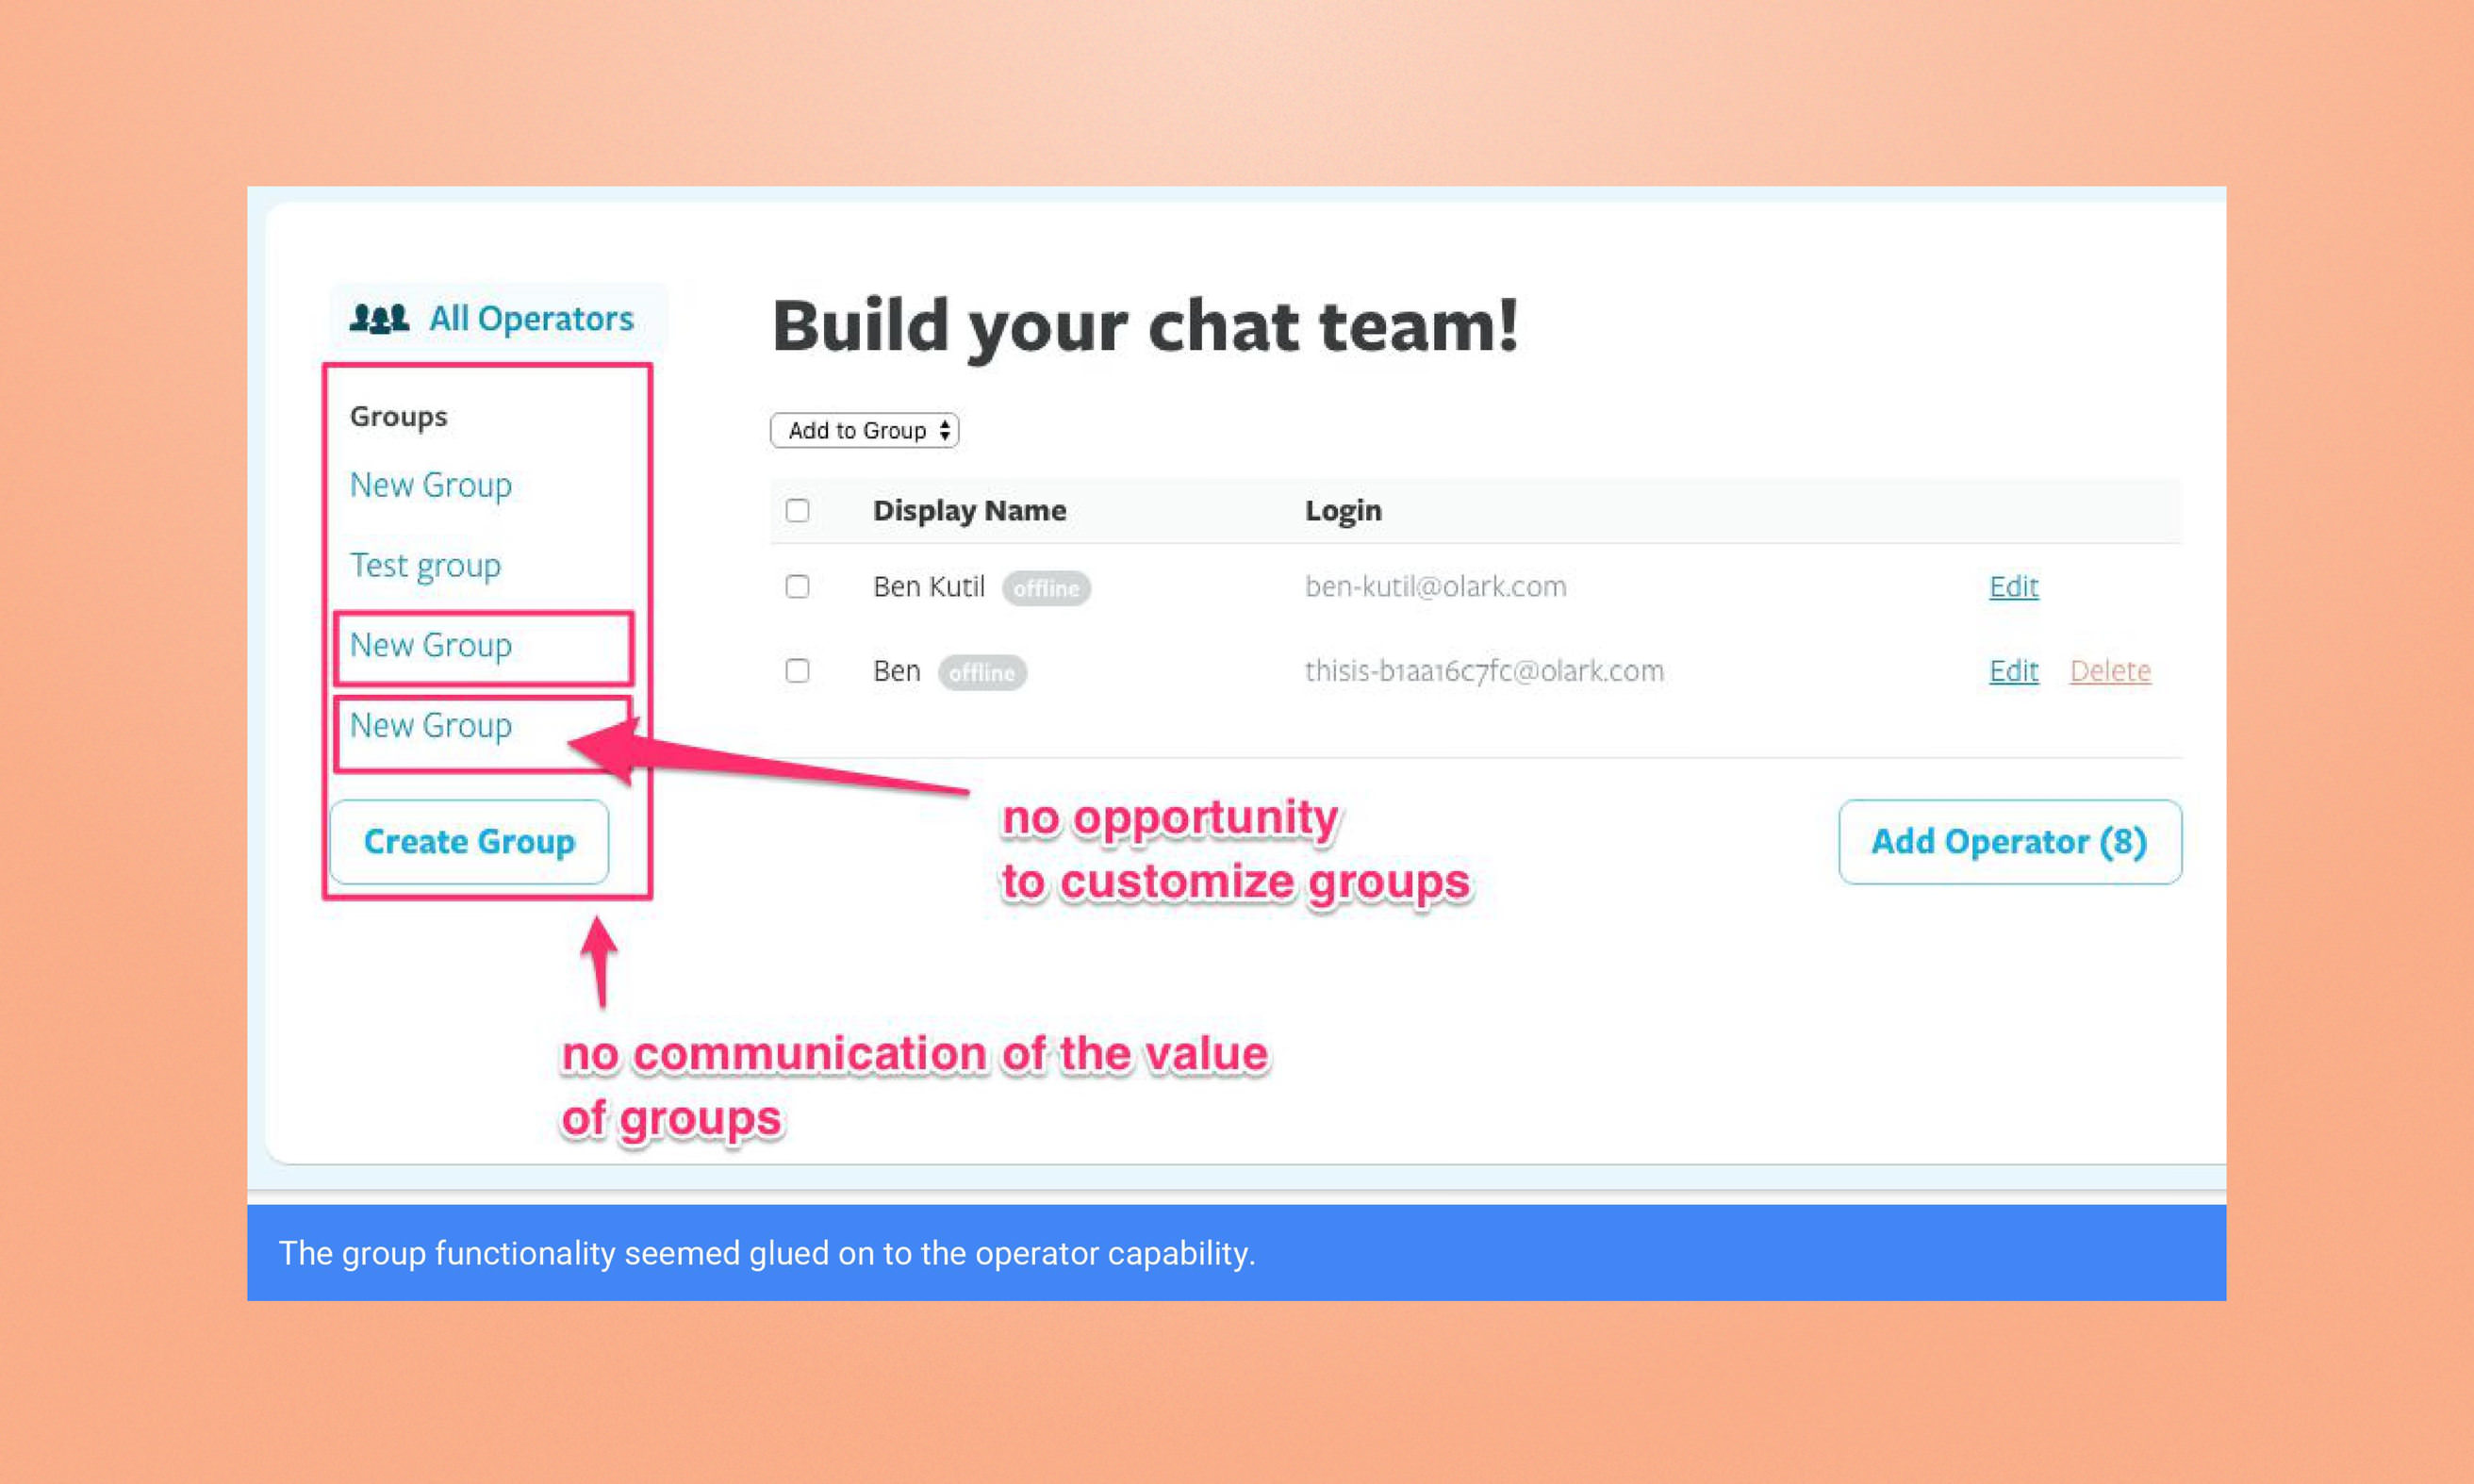 All Operators
Groups
New Group
Test group
New Group
New Group
Create Group
Build your chat team!
Add to Group
Display Name Login
Ben Kutil offline ben-kutil@olark.com Edit
Ben offline thisis-b1aa16c7fc@olark.com Edit Delete
Add Operator (8)
no opportunity
to customize groups
no communication of the value
of groups
The group functionality seemed glued on to the operator capability.